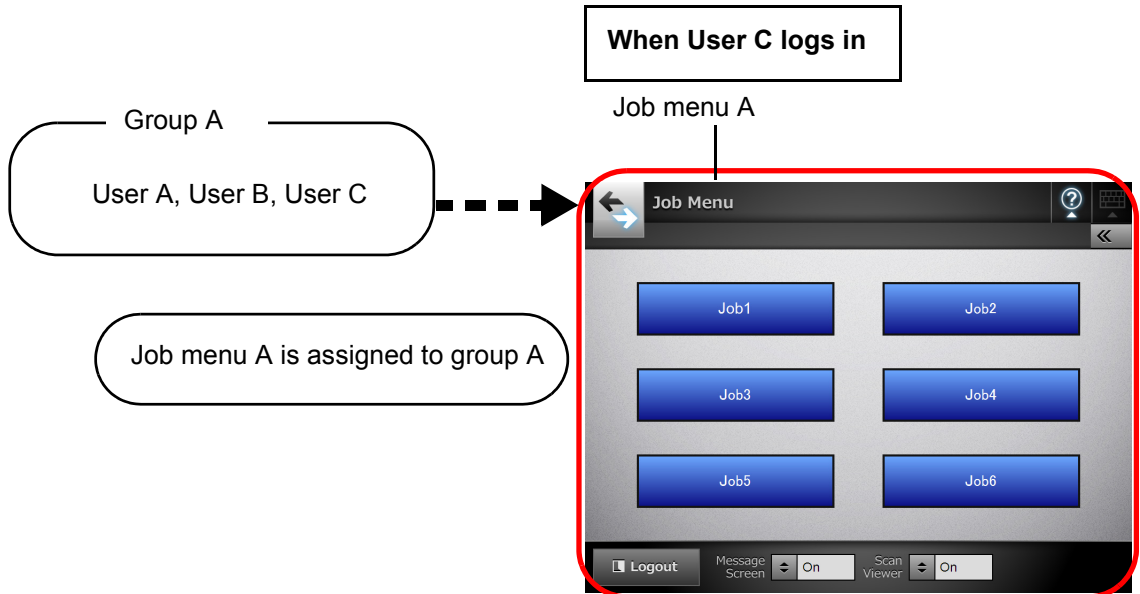 When User C logs in
Job menu A
Group A
User A, User B, User C
Job menu A is assigned to group A
Job Menu
?
Job1
Job2
Job3
Job4
Job5
Job6
Logout
Message
Screen
On
Scan
Viewer
On